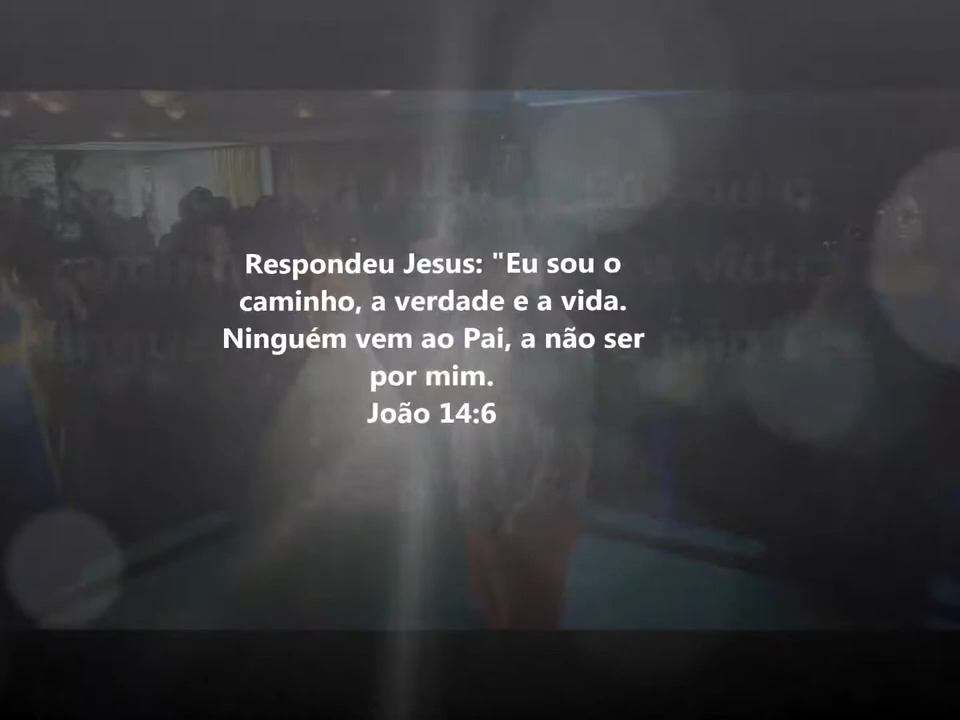 Respondeu Jesus: "Eu sou o
caminho, a verdade e a vida.
Ninguém vem ao Pai, a não ser
por mim.
João 14:6